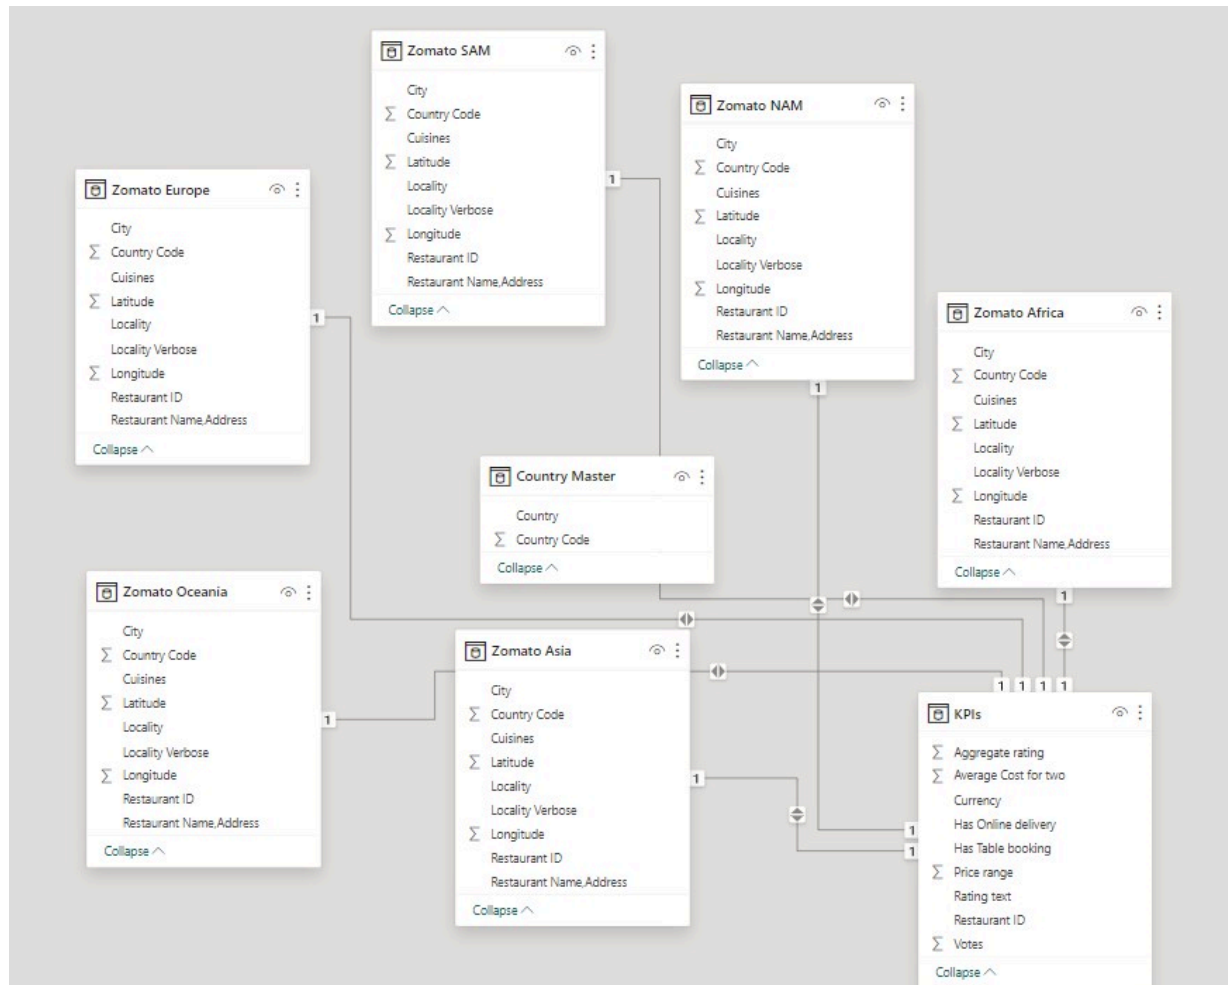 Zomato SAM
City
Σ Country Code
Cuisines
Σ Latitude
Locality
Locality Verbose
Σ Longitude
Restaurant ID
Restaurant Name,Address
Collapse
1
Zomato NAM
City
Σ Country Code
Cuisines
Σ Latitude
Locality
Locality Verbose
Σ Longitude
Restaurant ID
Restaurant Name,Address
Collapse
1
Zomato Europe
City
Σ Country Code
Cuisines
Σ Latitude
Locality
Locality Verbose
Σ Longitude
Restaurant ID
Restaurant Name,Address
Collapse
1
Zomato Africa
City
Σ Country Code
Cuisines
Σ Latitude
Locality
Locality Verbose
Σ Longitude
Restaurant ID
Restaurant Name,Address
Collapse
1
Country Master
Country
Σ Country Code
Collapse
Zomato Oceania
City
Σ Country Code
Cuisines
Σ Latitude
Locality
Locality Verbose
Σ Longitude
Restaurant ID
Restaurant Name,Address
Collapse
1
Zomato Asia
City
Σ Country Code
Cuisines
Σ Latitude
Locality
Locality Verbose
Σ Longitude
Restaurant ID
Restaurant Name,Address
Collapse
1
1 1 1 1
KPIs
Σ Aggregate rating
Σ Average Cost for two
Currency
1 Has Online delivery
1 Has Table booking
Σ Price range
Rating text
Restaurant ID
Σ Votes
Collapse